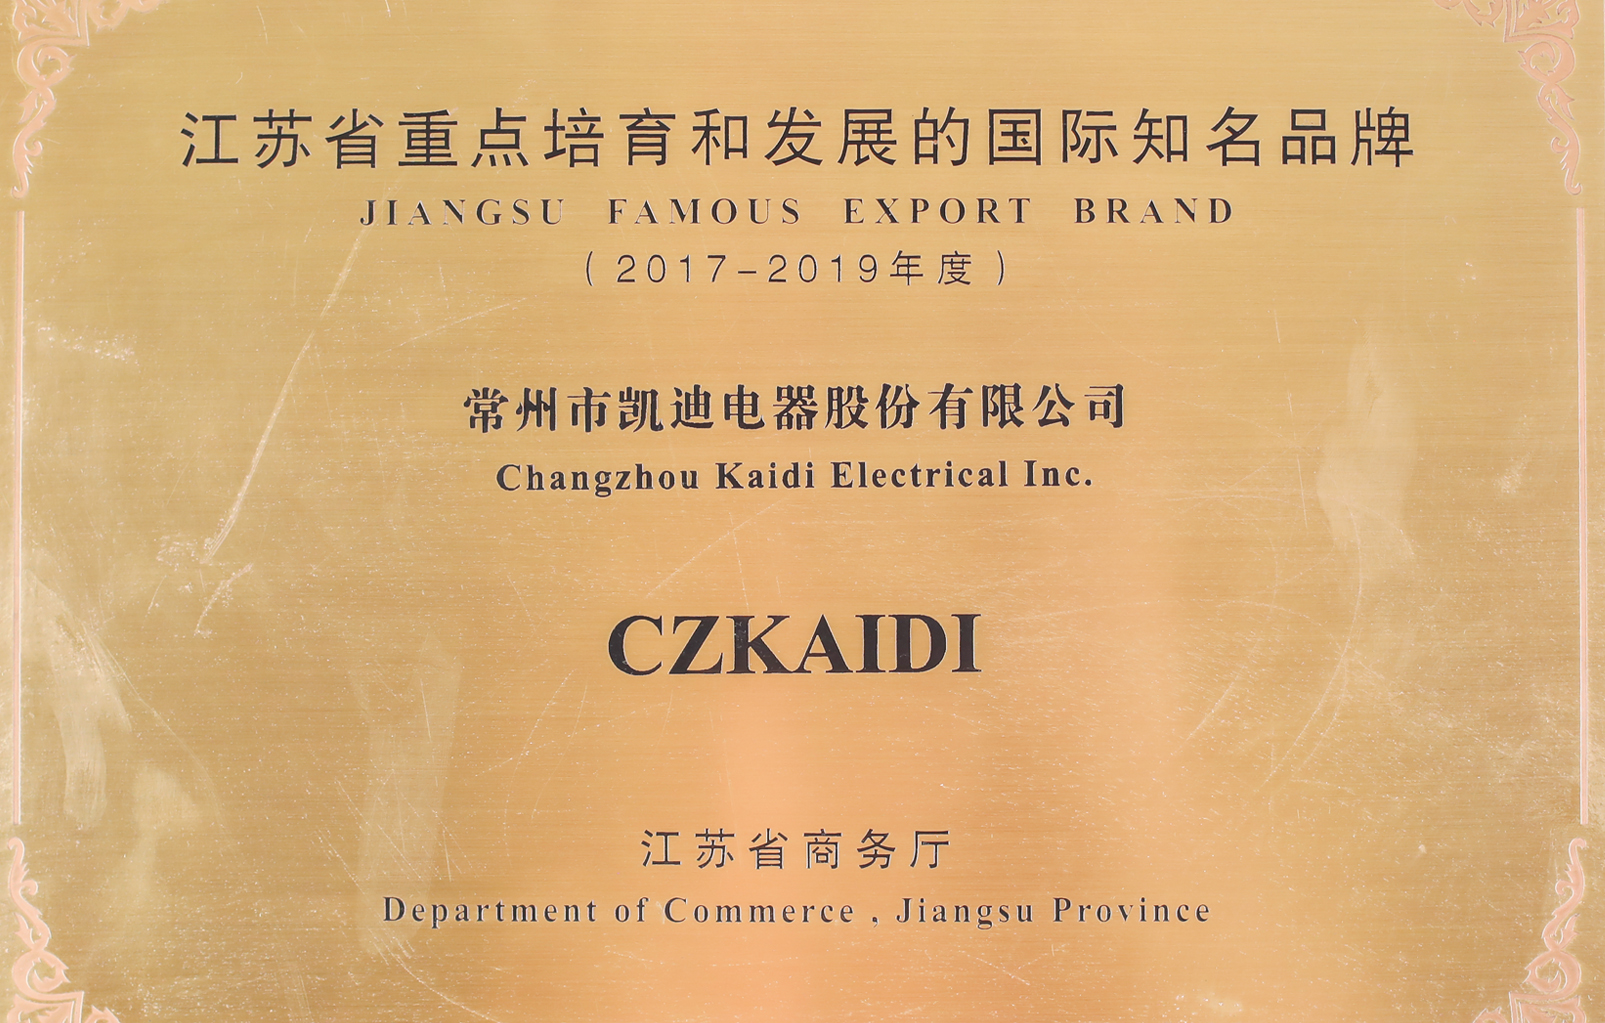 江苏省重点培育和发展的国际知名品牌
JIANGSU FAMOUS EXPORT BRAND
(2017-2019年度)
常州市凯迪电器股份有限公司
Changzhou Kaidi Electrical Inc.
CZKAIDI
江苏省商务厅
Department of Commerce , Jiangsu Province